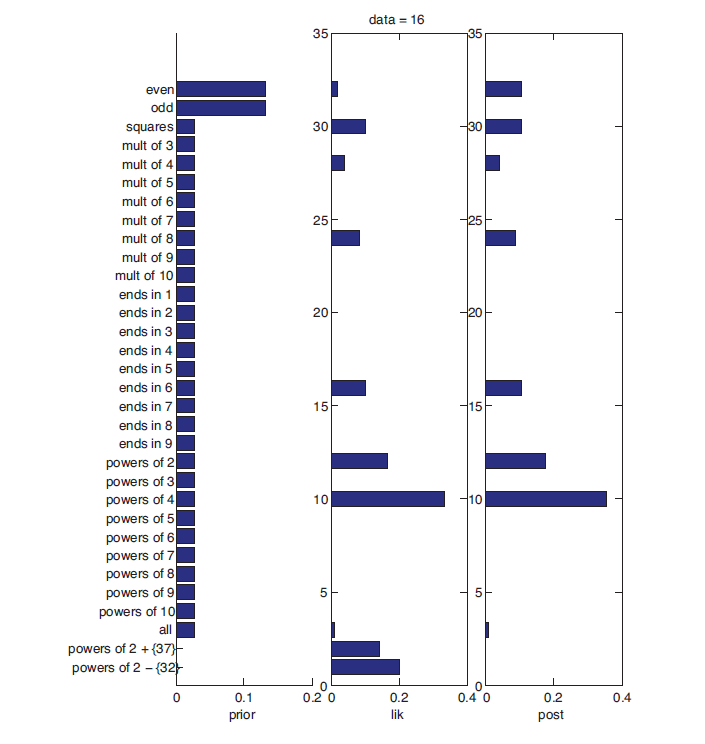 data = 16
35
35
even
odd
squares
30
30
mult of 3
mult of 4
mult of 5
mult of 6
mult of 7
25
25
mult of 8
mult of 9
mult of 10
ends in 1
ends in 2
20
20
ends in 3
ends in 4
ends in 5
ends in 6
ends in 7
15
15
ends in 8
ends in 9
powers of 2
powers of 3
powers of 4
10
10
powers of 5
powers of 6
powers of 7
powers of 8
powers of 9
5
5
powers of 10
all
powers of 2 + {37}
powers of 2 − {32}
0
0
0 0.1 0.2
0 0.2 0.4
0 0.2 0.4
prior
lik
post